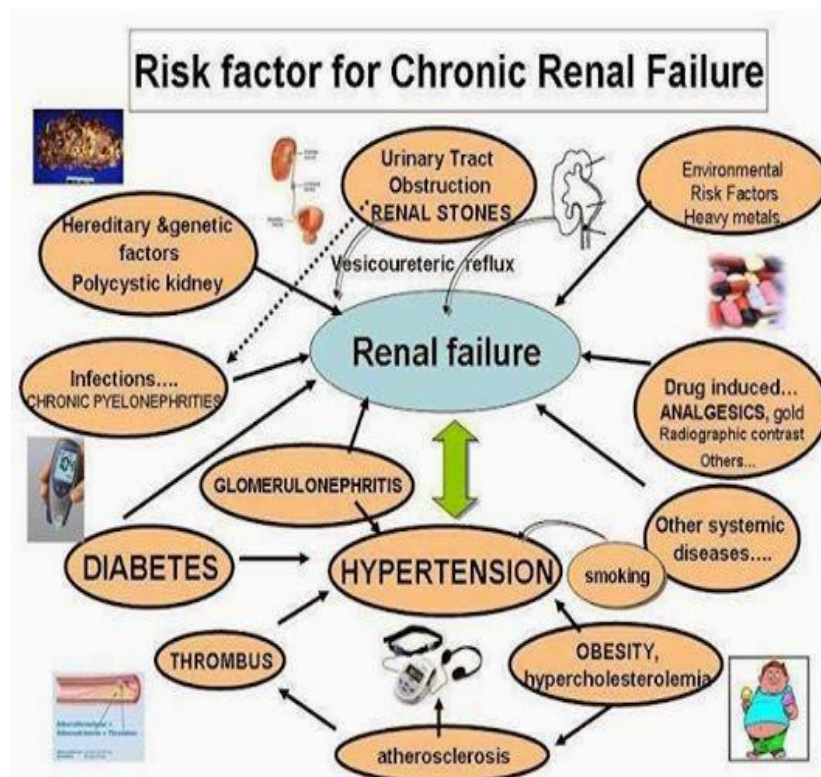 Risk factor for Chronic Renal Failure
Urinary Tract
Obstruction
RENAL STONES
Environmental
Risk Factors
Heavy metals.
Hereditary &genetic
factors
Polycystic kidney
Vesicoureteric reflux
Renal failure
Infections....
CHRONIC PYELONEPHRITIES
Drug induced...
ANALGESICS, gold
Radiographic contrast
Others...
GLOMERULONEPHRITIS
Other systemic
diseases....
DIABETES
HYPERTENSION
smoking
THROMBUS
OBESITY,
hypercholesterolemia
atherosclerosis